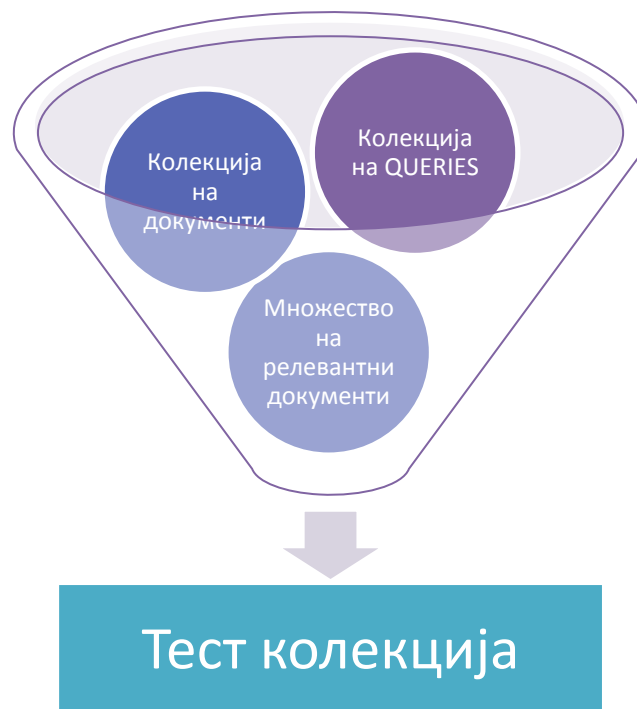 Колекција
на
документи
Колекција
на QUERIES
Множество
на
релевантни
документи
Тест колекција